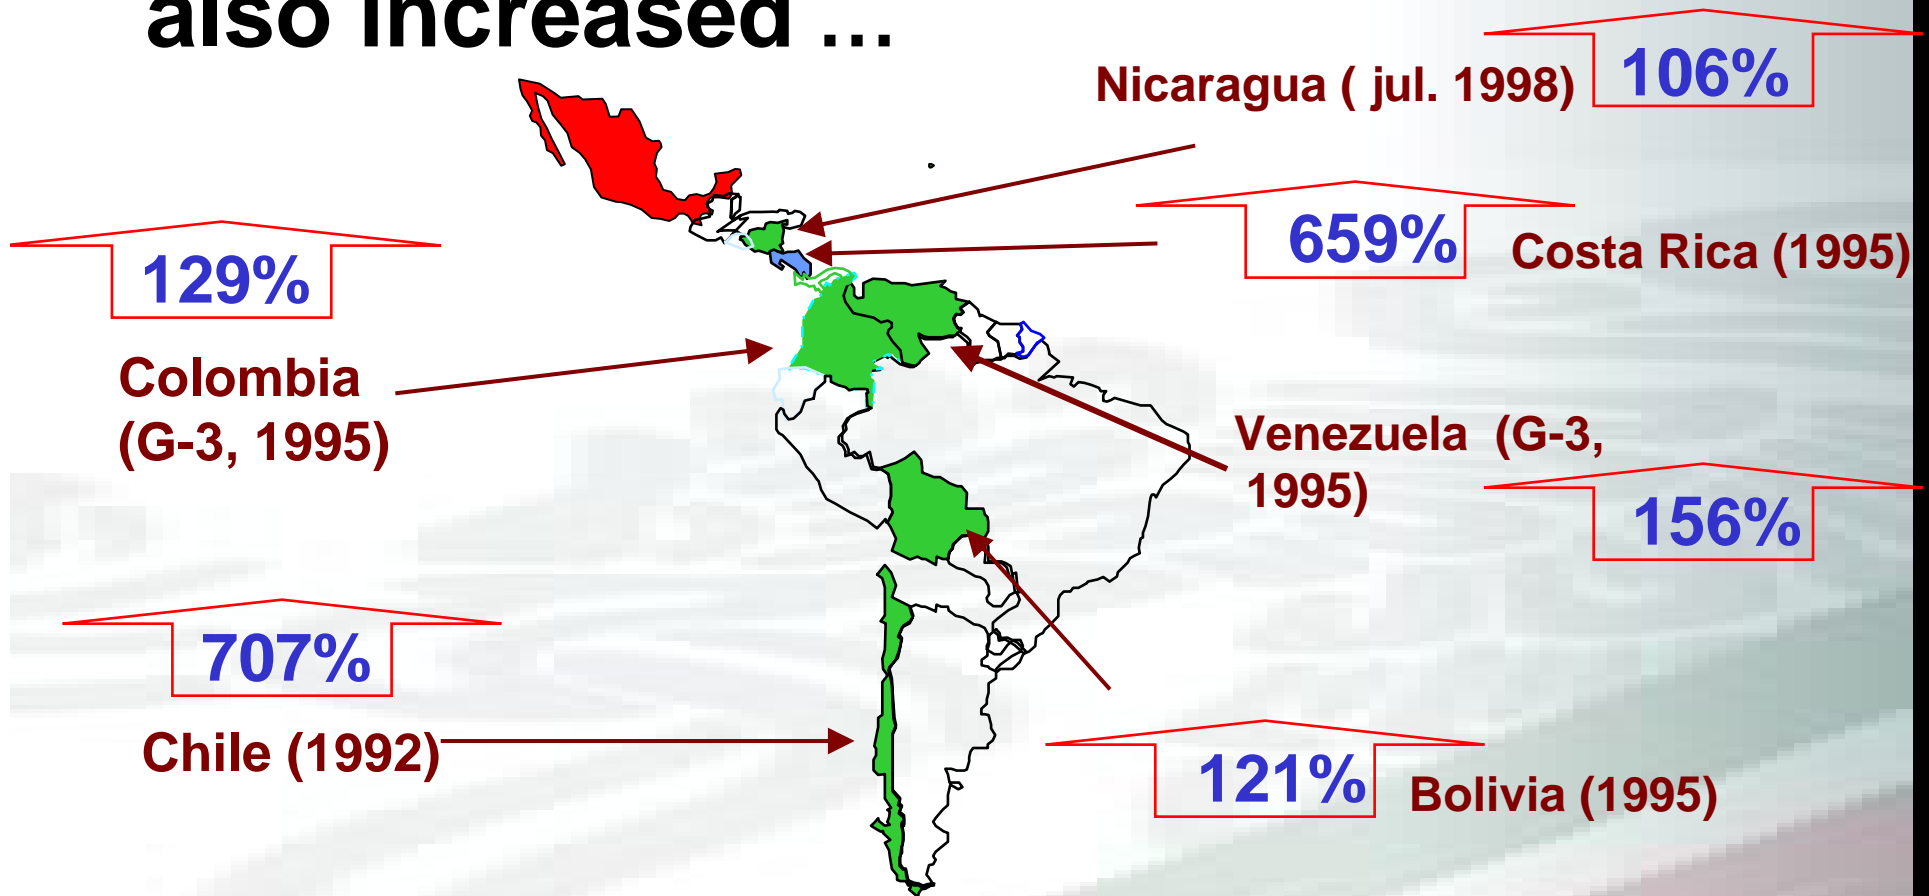 also increased ...
Nicaragua ( jul. 1998)
106%
659%
Costa Rica (1995)
129%
Colombia
(G-3, 1995)
Venezuela (G-3,
1995)
156%
707%
Chile (1992)
121%
Bolivia (1995)